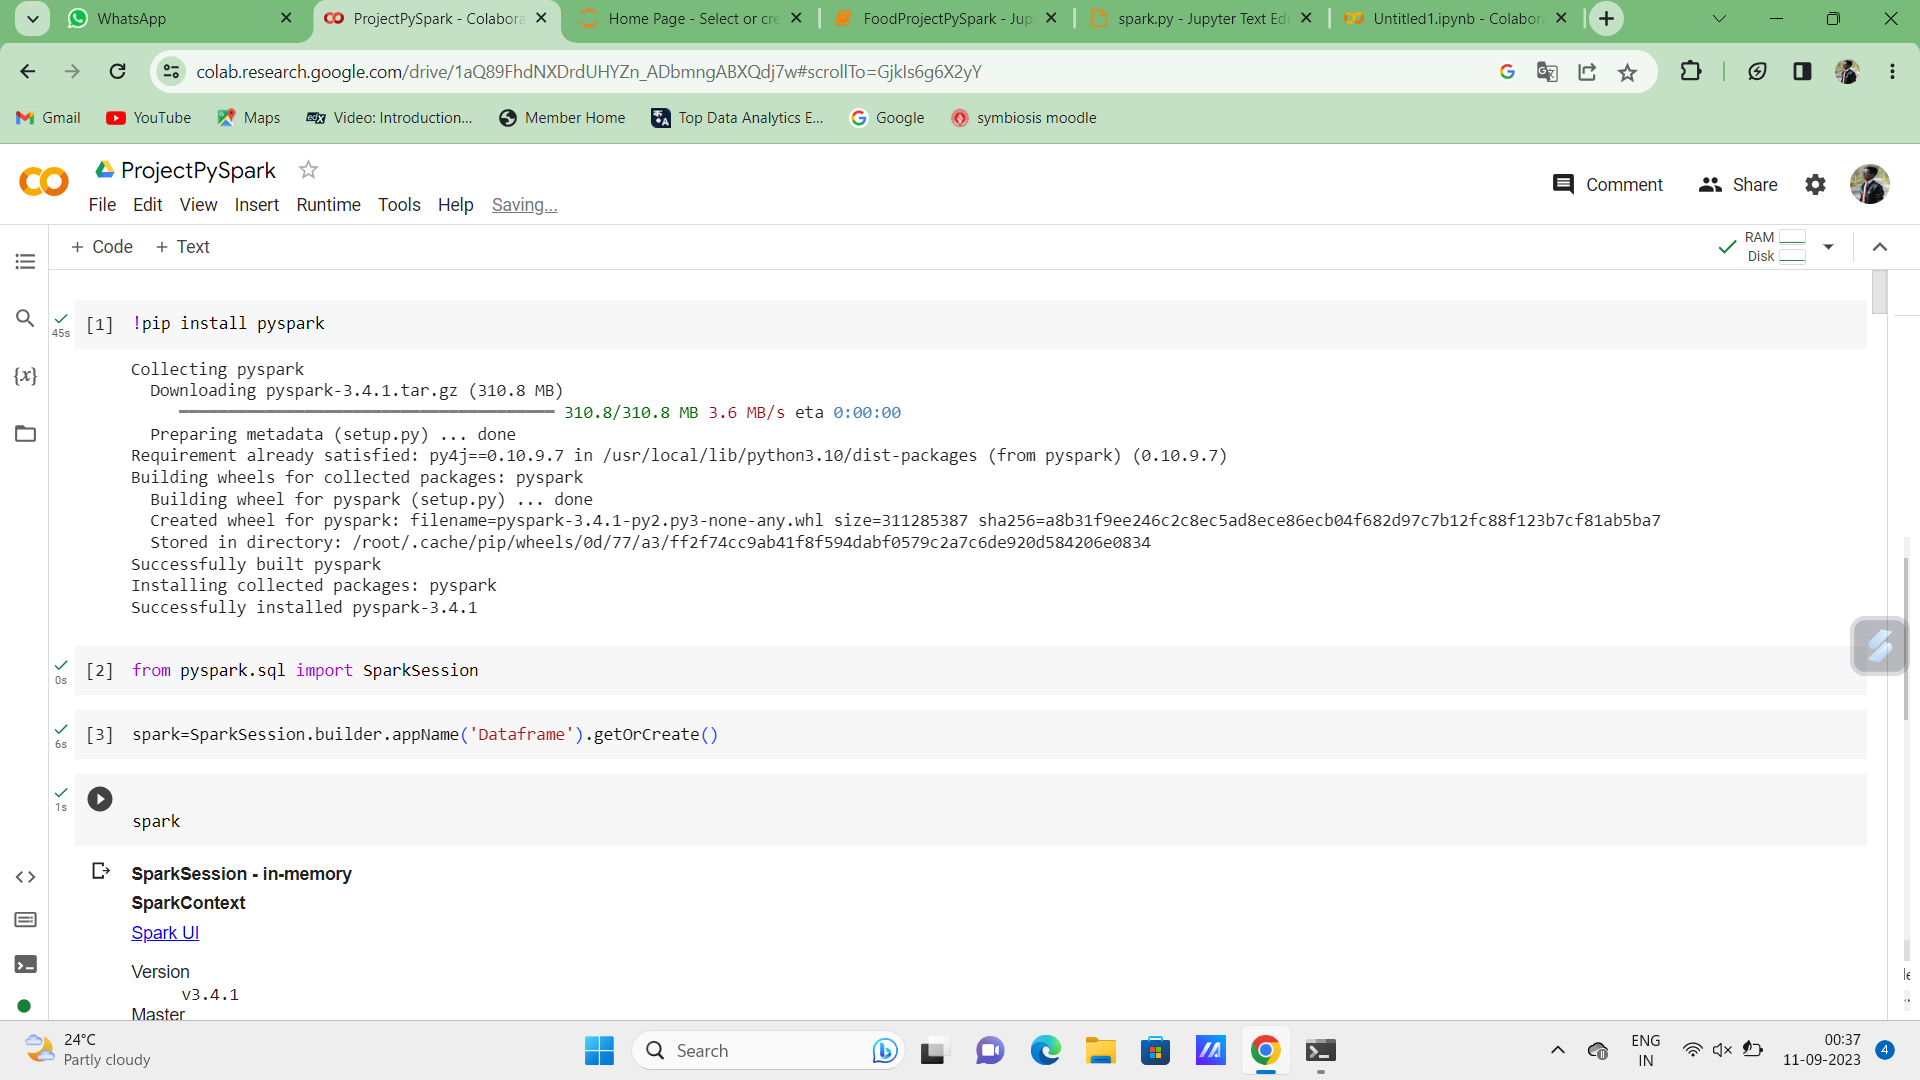 WhatsApp
ProjectPySpark - Colabora
Home Page - Select or cre
FoodProjectPySpark - Jup
spark.py - Jupyter Text Edi
Untitled1.ipynb - Colabora
colab.research.google.com/drive/1aQ89FhdNXDrdUHYZn_ADbmngABXQdj7w#scrollTo=GjkIs6g6X2yY
Gmail
YouTube
Maps
Video: Introduction...
Member Home
Top Data Analytics E...
Google
symbiosis moodle
ProjectPySpark
Comment
Share
File Edit View Insert Runtime Tools Help Saving...
+ Code + Text
RAM
Disk
[1] !pip install pyspark
45s
Collecting pyspark
Downloading pyspark-3.4.1.tar.gz (310.8 MB)
310.8/310.8 MB 3.6 MB/s eta 0:00:00
Preparing metadata (setup.py) ... done
Requirement already satisfied: py4j==0.10.9.7 in /usr/local/lib/python3.10/dist-packages (from pyspark) (0.10.9.7)
Building wheels for collected packages: pyspark
Building wheel for pyspark (setup.py) ... done
Created wheel for pyspark: filename=pyspark-3.4.1-py2.py3-none-any.whl size=311285387 sha256=a8b31f9ee246c2c8ec5ad8ece86ecb04f682d97c7b12fc88f123b7cf81ab5ba7
Stored in directory: /root/.cache/pip/wheels/0d/77/a3/ff2f74cc9ab41f8f594dabf0579c2a7c6de920d584206e0834
Successfully built pyspark
Installing collected packages: pyspark
Successfully installed pyspark-3.4.1
[2] from pyspark.sql import SparkSession
0s
[3] spark=SparkSession.builder.appName('Dataframe').getOrCreate()
6s
1s
spark
SparkSession - in-memory
SparkContext
Spark UI
Version
v3.4.1
Master
24°C
Partly cloudy
Search
ENG
IN
00:37
11-09-2023
4